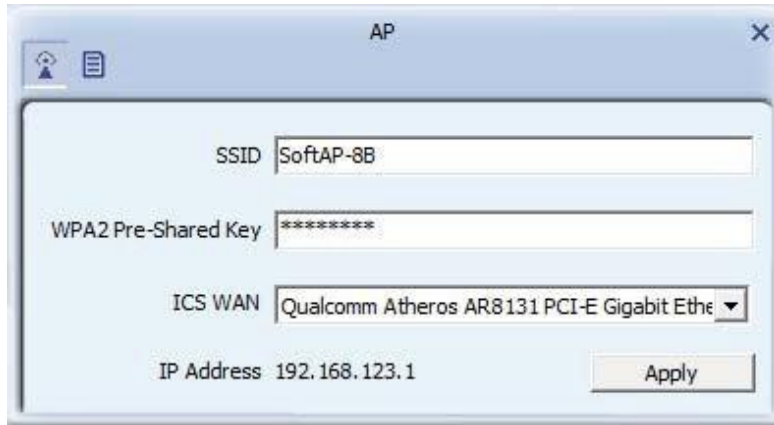 AP
SSID SoftAP-8B
WPA2 Pre-Shared Key ********
ICS WAN Qualcomm Atheros AR8131 PCI-E Gigabit Ethe
IP Address 192.168.123.1 Apply